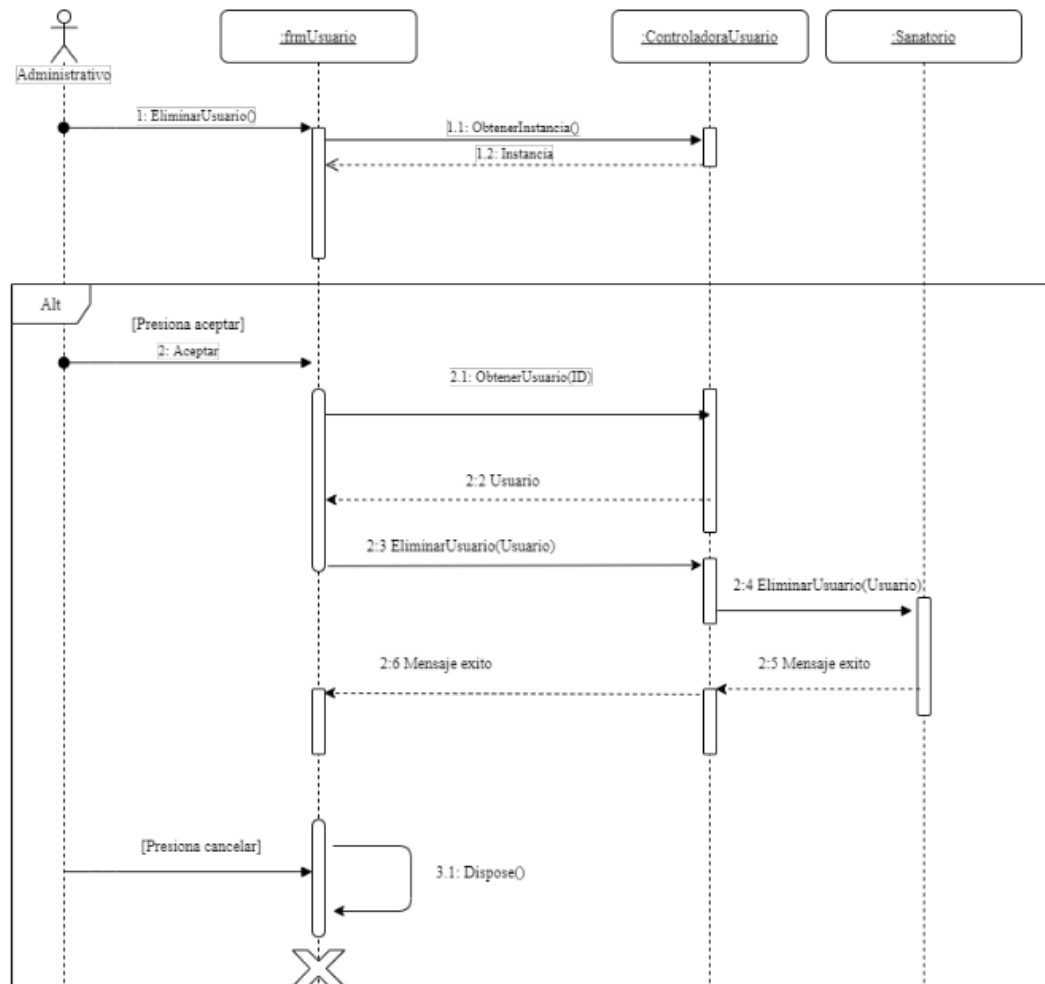 :frmUsuario
:ControladoraUsuario
:Sanatorio
Administrativo
1: EliminarUsuario()
1.1: ObtenerInstancia()
1.2: Instancia
Alt
[Presiona aceptar]
2: Aceptar
2.1: ObtenerUsuario(ID)
2:2 Usuario
2:3 EliminarUsuario(Usuario)
2:4 EliminarUsuario(Usuario)
2:6 Mensaje exito
2:5 Mensaje exito
[Presiona cancelar]
3.1: Dispose()